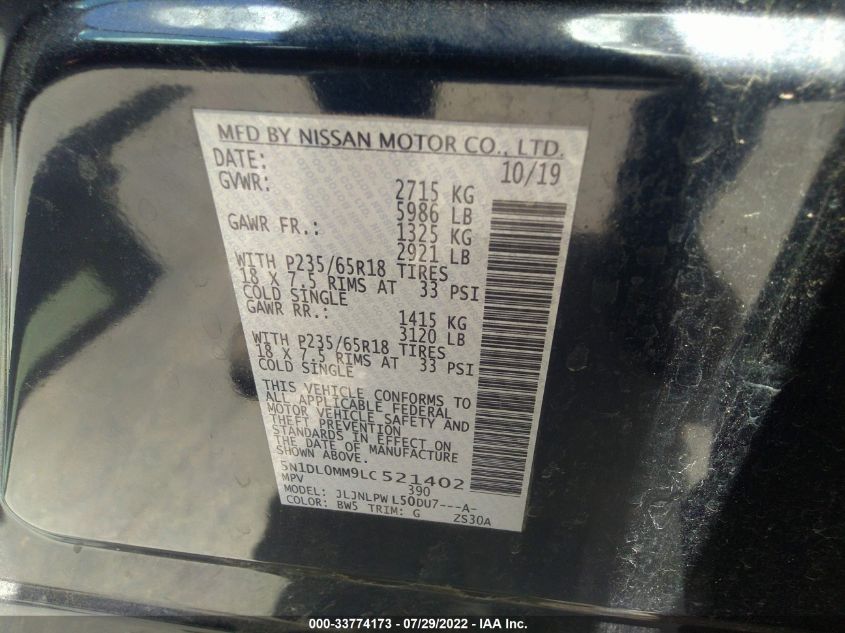 MFD BY NISSAN MOTOR CO., LTD.
DATE: 10/19
GVWR: 2715 KG
5986 LB
GAWR FR.: 1325 KG
2921 LB
WITH P235/65R18 TIRES
18 X 7.5 RIMS AT 33 PSI
COLD SINGLE
GAWR RR.: 1415 KG
3120 LB
WITH P235/65R18 TIRES
18 X 7.5 RIMS AT 33 PSI
COLD SINGLE
THIS VEHICLE CONFORMS TO
ALL APPLICABLE FEDERAL
MOTOR VEHICLE SAFETY AND
THEFT PREVENTION
STANDARDS IN EFFECT ON
THE DATE OF MANUFACTURE
SHOWN ABOVE.
5N1DL0MM9LC 521402
MPV 390
MODEL: JLJNLPW L50DU7---A-
COLOR: BW5 TRIM: G ZS30A
000-33774173 / 07/29/2022 - IAA Inc.